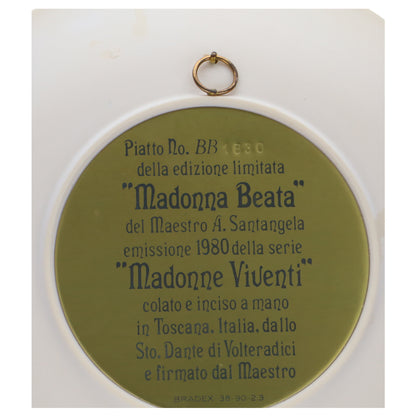 Piatto No. BB 1630
della edizione limitata
"Madonna Beata"
del Maestro A. Santangela
emissione 1980 della serie
"Madonne Viventi"
colato e inciso a mano
in Toscana, Italia, dallo
Sto. Dante di Volteradici
e firmato dal Maestro
BRADEX 38-90-2.3